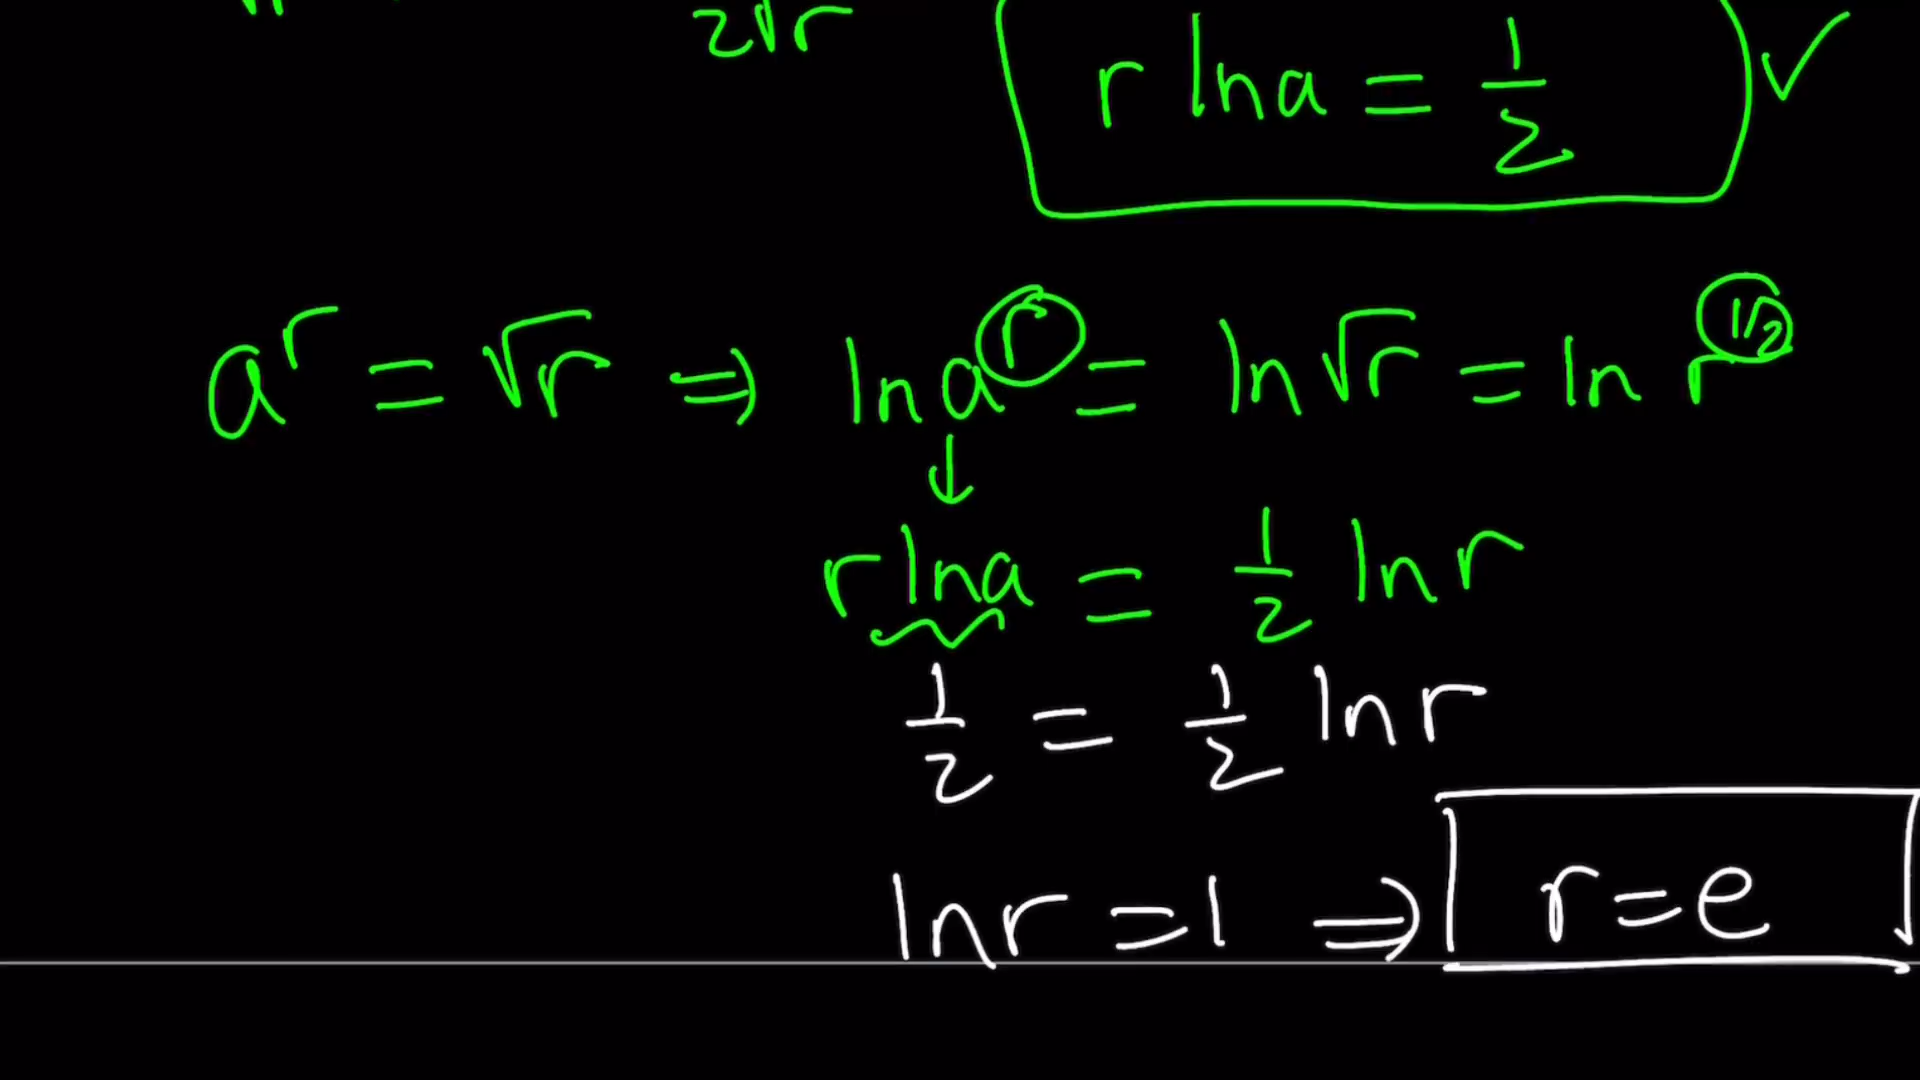 2√r
r ln a = 1/2 ✓
a^r = √r ⇒ ln a^r = ln √r = ln r^1/2
↓
r ln a = 1/2 ln r
1/2 = 1/2 ln r
ln r = 1 ⇒ r = e